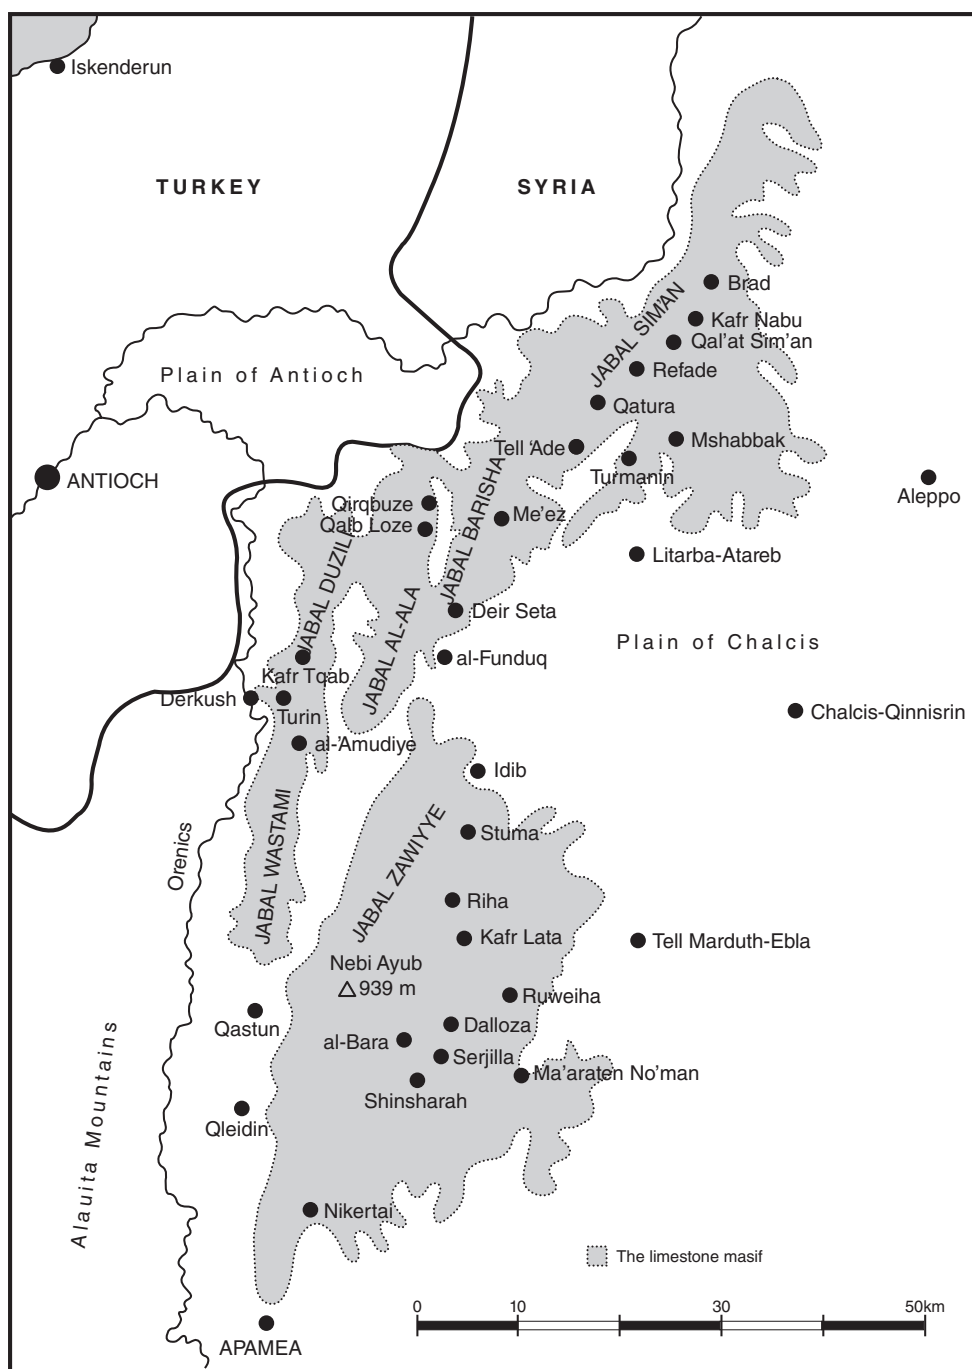 Iskenderun
TURKEY
SYRIA
Brad
JABAL SIM'AN
Kafr Nabu
Qal'at Sim'an
Plain of Antioch
Refade
Qatura
Mshabbak
Tell 'Ade
Turmanin
ANTIOCH
Aleppo
Qirqbuze
Me'ez
Qalb Loze
JABAL BARISHA
JABAL DUZILI
Litarba-Atareb
JABAL AL-ALA
Deir Seta
Plain of Chalcis
al-Funduq
Kafr Tqab
Derkush
Turin
Chalcis-Qinnisrin
al-'Amudiye
Idib
Stuma
JABAL WASTAMI
JABAL ZAWIYYE
Orenics
Riha
Kafr Lata
Tell Marduth-Ebla
Nebi Ayub
939 m
Ruweiha
Qastun
Dalloza
al-Bara
Serjilla
Ma'araten No'man
Shinsharah
Qleidin
Alauita Mountains
Nikertai
The limestone masif
0 10 30 50km
APAMEA